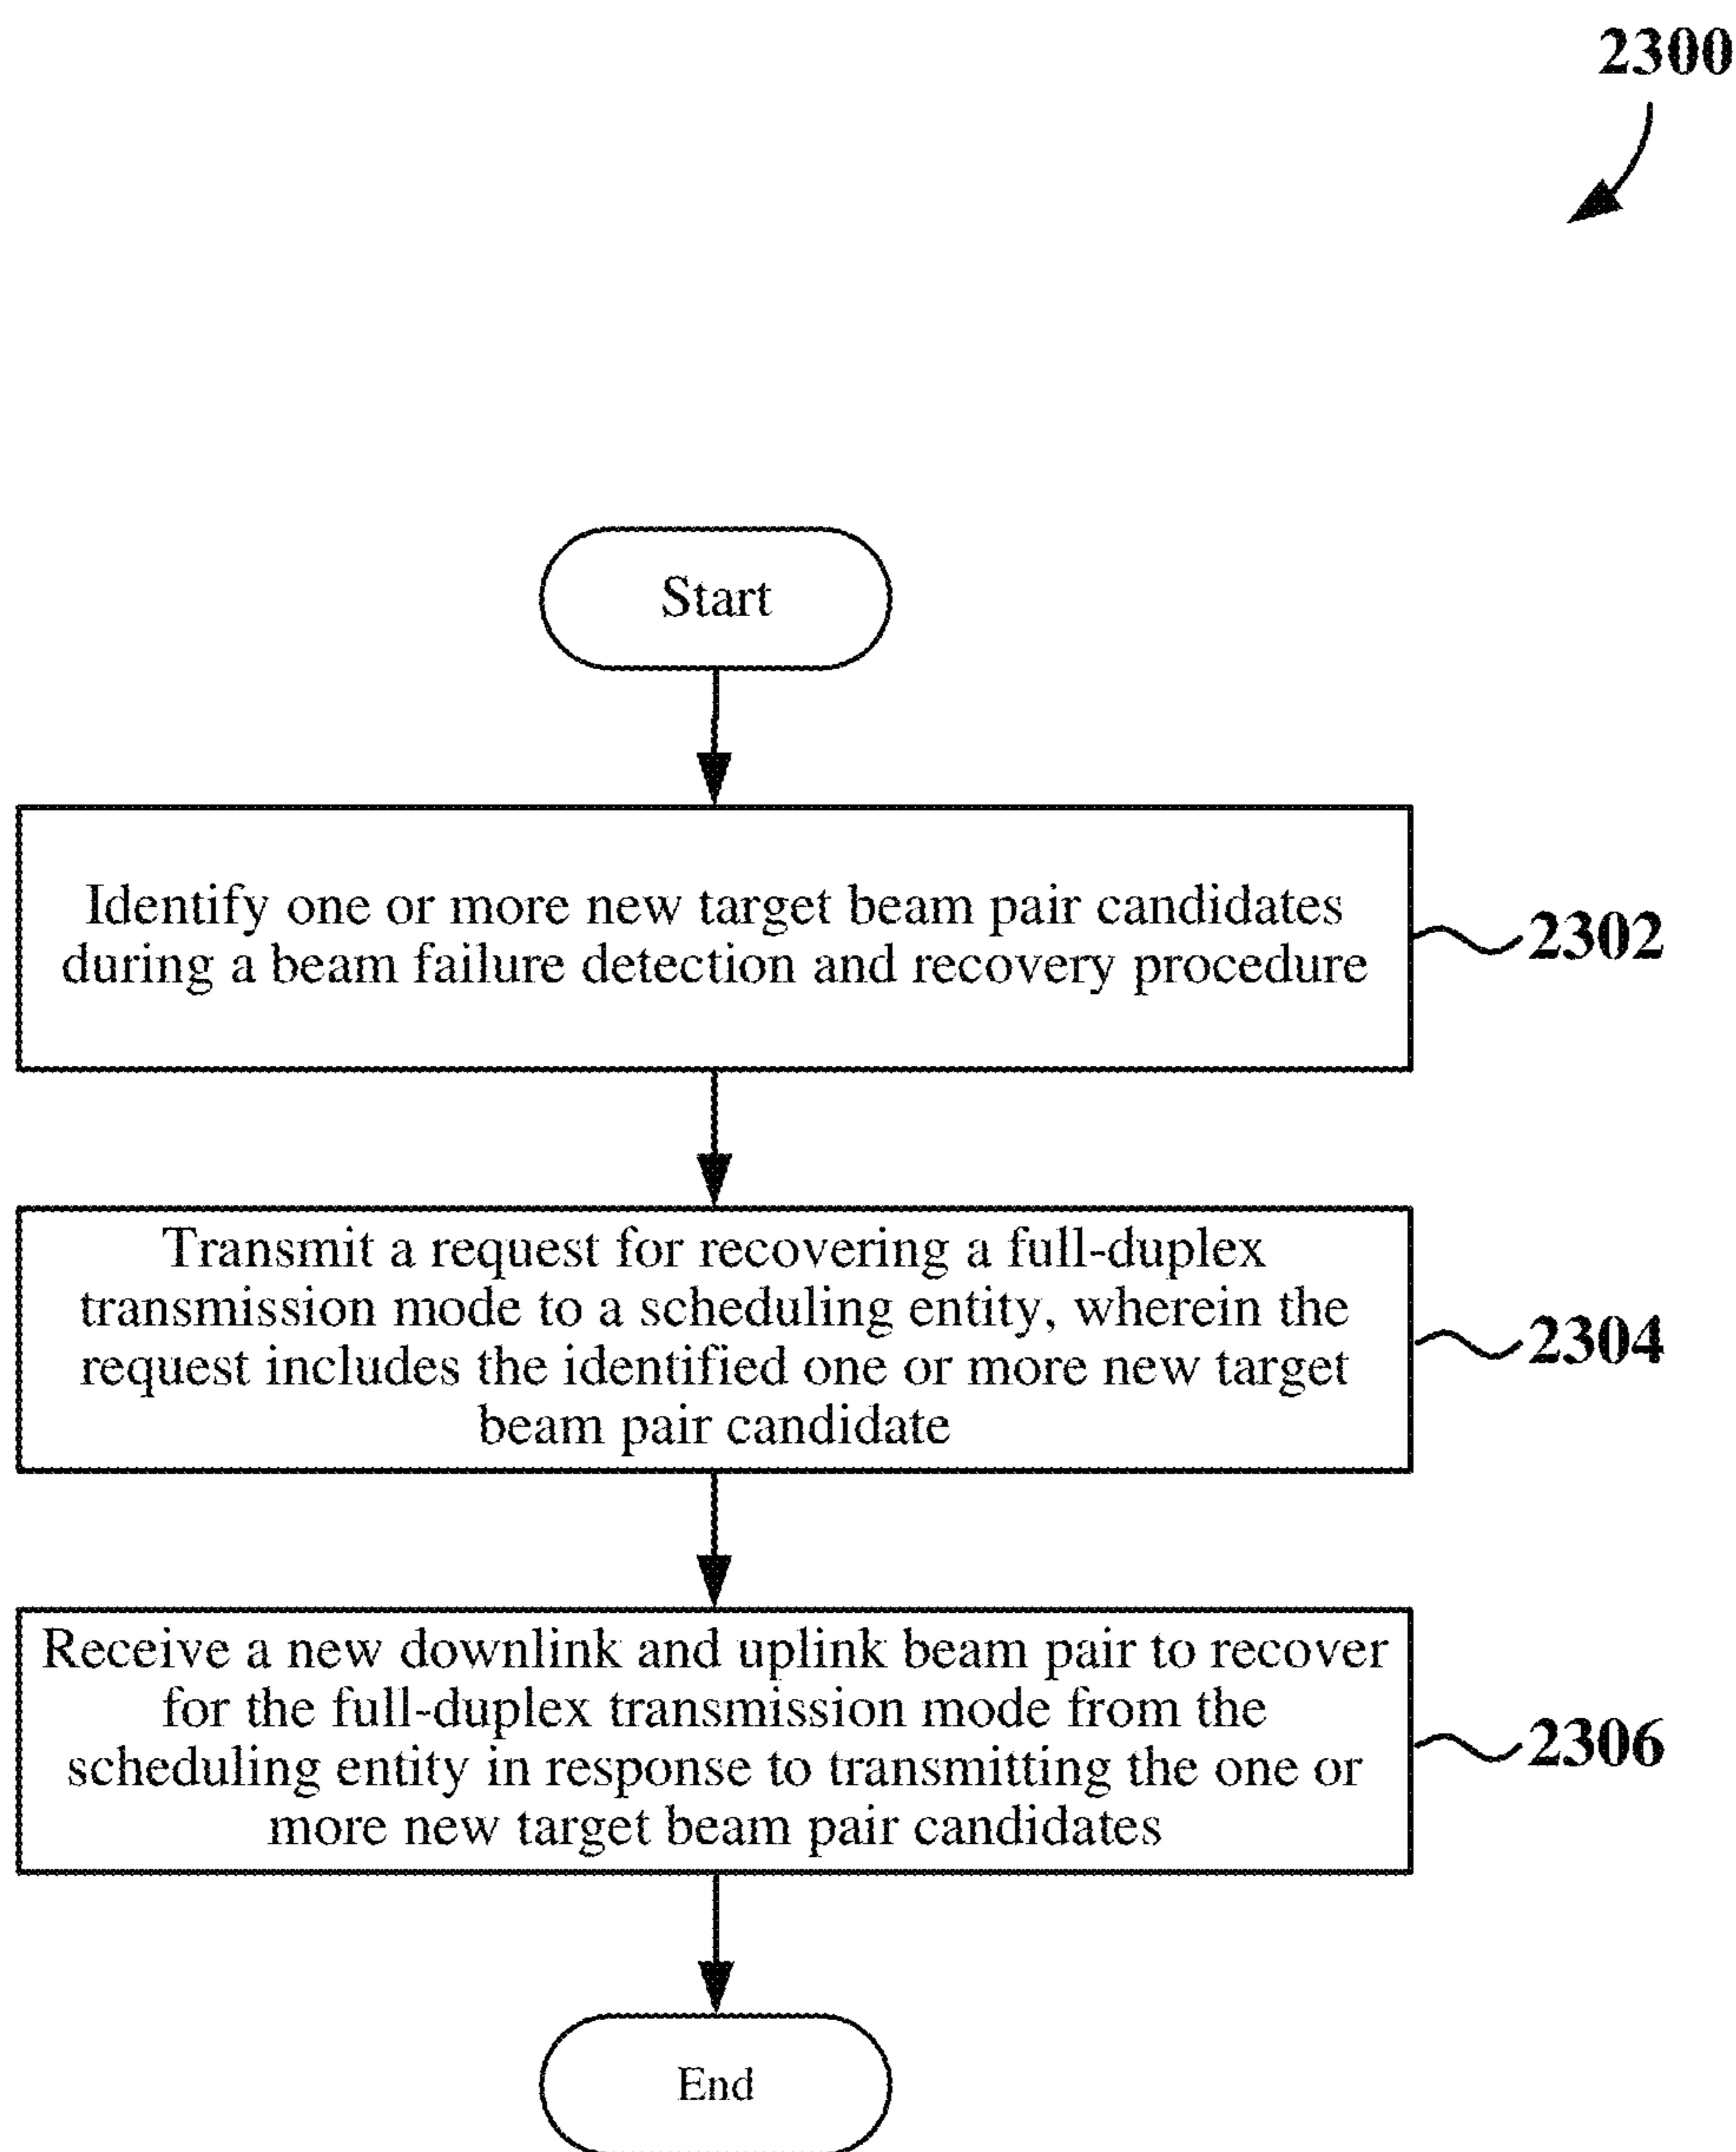 2300
Start
Identify one or more new target beam pair candidates
during a beam failure detection and recovery procedure
2302
Transmit a request for recovering a full-duplex
transmission mode to a scheduling entity, wherein the
request includes the identified one or more new target
beam pair candidate
2304
Receive a new downlink and uplink beam pair to recover
for the full-duplex transmission mode from the
scheduling entity in response to transmitting the one or
more new target beam pair candidates
2306
End